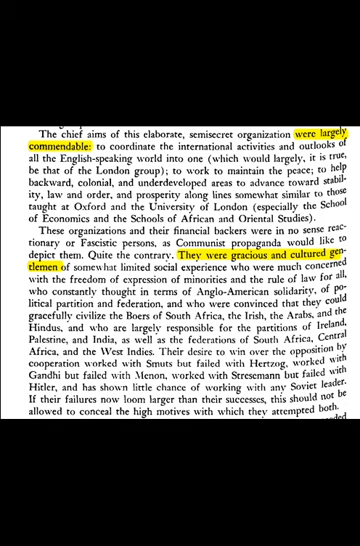 The chief aims of this elaborate, semisecret organization were largely
commendable: to coordinate the international activities and outlooks of
all the English-speaking world into one (which would largely, it is true,
be that of the London group); to work to maintain the peace; to help
backward, colonial, and underdeveloped areas to advance toward stabil-
ity, law and order, and prosperity along lines somewhat similar to those
taught at Oxford and the University of London (especially the School
of Economics and the Schools of African and Oriental Studies).
These organizations and their financial backers were in no sense reac-
tionary or Fascistic persons, as Communist propaganda would like to
depict them. Quite the contrary. They were gracious and cultured gen-
tlemen of somewhat limited social experience who were much concerned
with the freedom of expression of minorities and the rule of law for all,
who constantly thought in terms of Anglo-American solidarity, of po-
litical partition and federation, and who were convinced that they could
gracefully civilize the Boers of South Africa, the Irish, the Arabs, and the
Hindus, and who are largely responsible for the partitions of Ireland,
Palestine, and India, as well as the federations of South Africa, Central
Africa, and the West Indies. Their desire to win over the opposition by
cooperation worked with Smuts but failed with Hertzog, worked with
Gandhi but failed with Menon, worked with Stresemann but failed with
Hitler, and has shown little chance of working with any Soviet leader.
If their failures now loom larger than their successes, this should not be
allowed to conceal the high motives with which they attempted both.